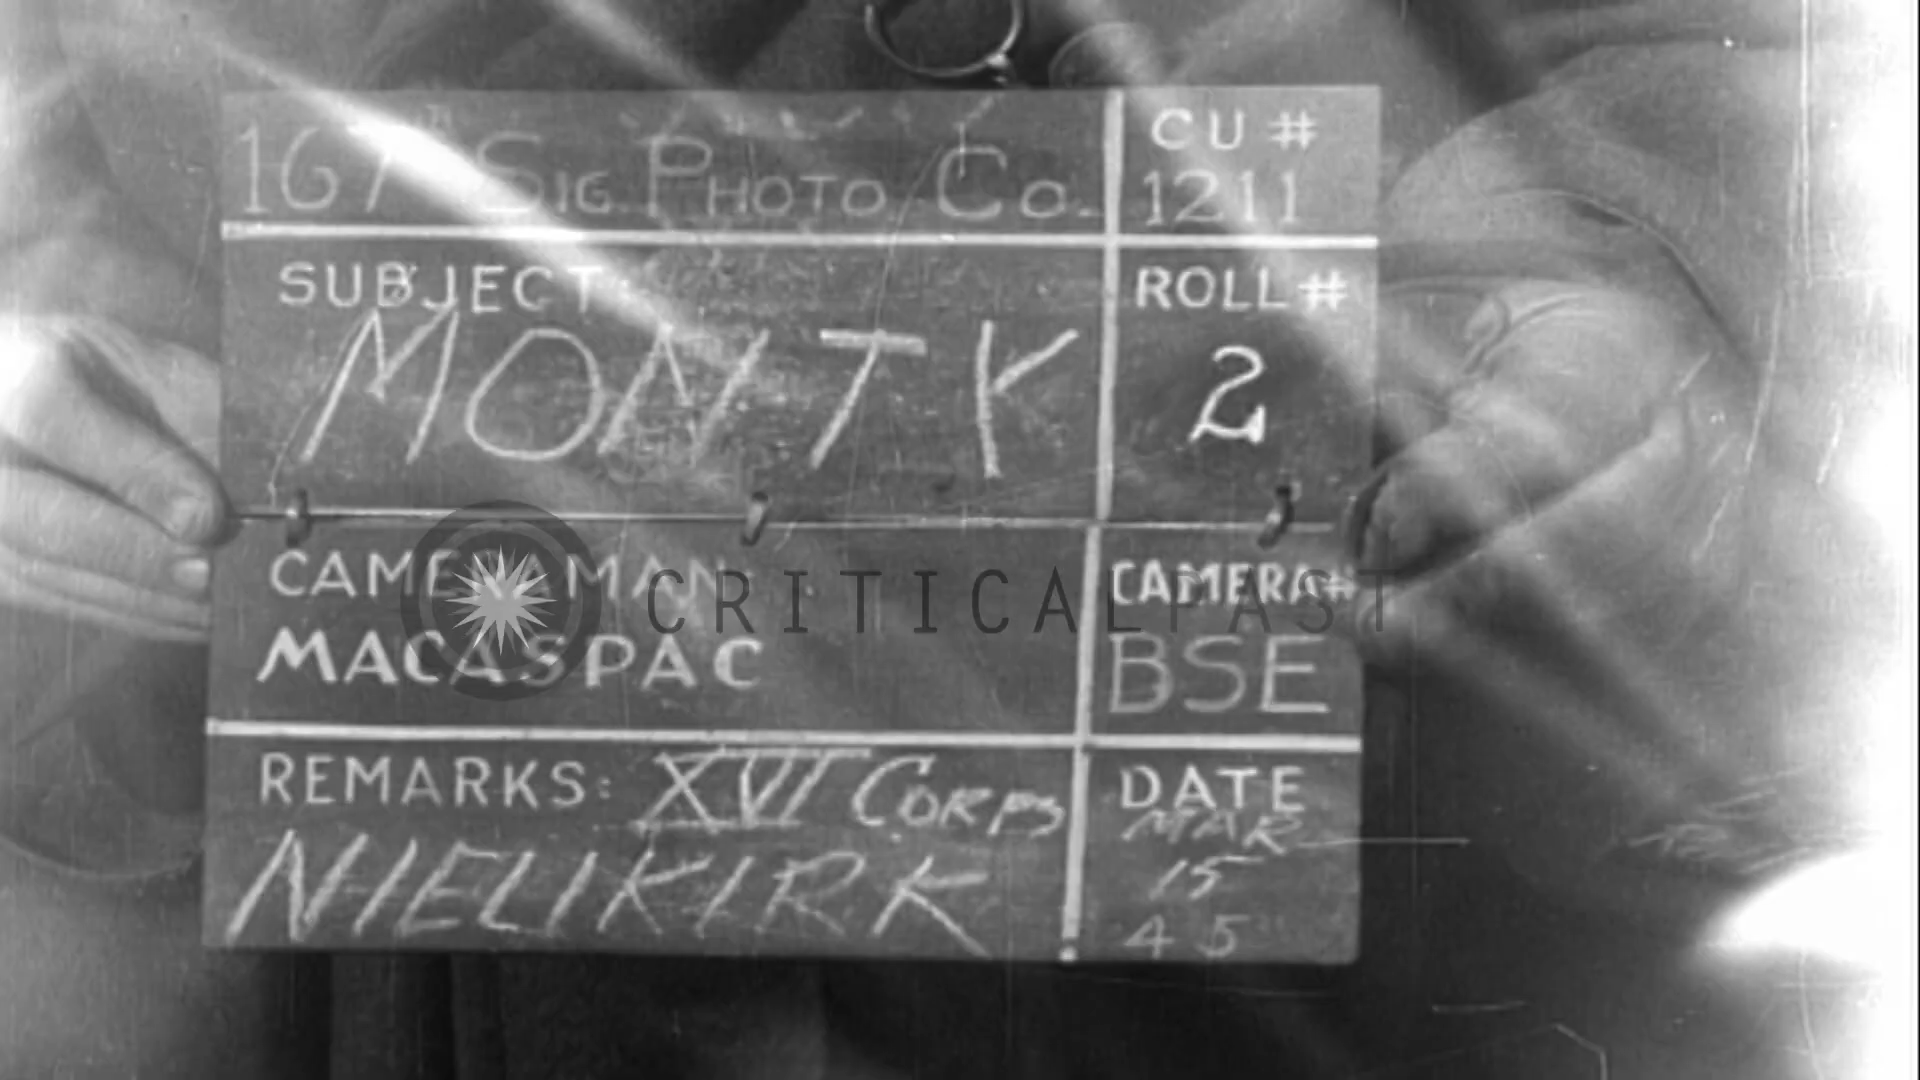 167 SIG PHOTO CO.
CU #
1211
SUBJECT:
MONTY
ROLL #
2
CAMERAMAN:
MACASPAC
CAMERA#
BSE
CRITICALPAST
REMARKS: XVI CORPS
NIEUKIRK
DATE
MAR
15
45